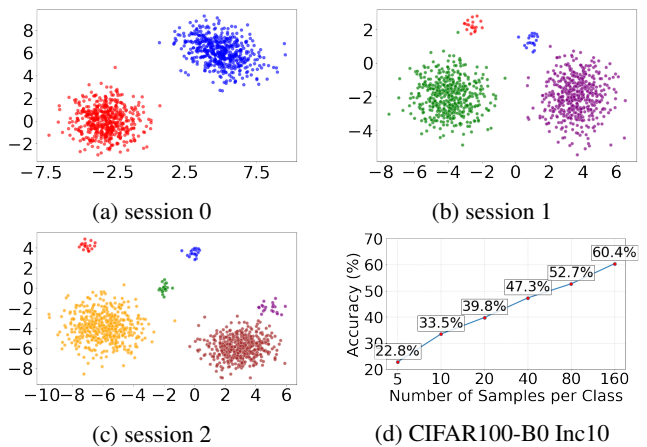 8
6
4
2
0
−2
−7.5 −2.5 2.5 7.5
(a) session 0
2
0
−2
−4
−8 −6 −4 −2 0 2 4 6
(b) session 1
4
2
0
−2
−4
−6
−8
−10−8 −6 −4 −2 0 2 4 6
(c) session 2
Accuracy (%)
70
60
50
40
30
20
22.8%
33.5%
39.8%
47.3%
52.7%
60.4%
5 10 20 40 80 160
Number of Samples per Class
(d) CIFAR100-B0 Inc10